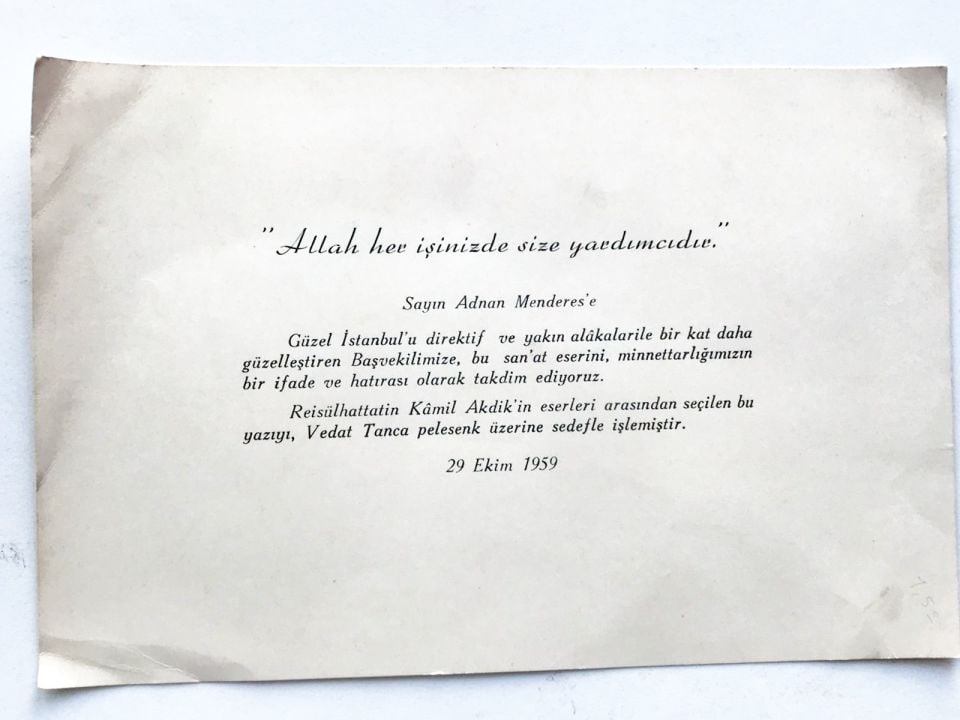 "Allah her işinizde size yardımcıdır."
Sayın Adnan Menderes'e
Güzel İstanbul'u direktif ve yakın alâkalarile bir kat daha
güzelleştiren Başvekilimize, bu san'at eserini, minnettarlığımızın
bir ifade ve hatırası olarak takdim ediyoruz.
Reisülhattatin Kâmil Akdik'in eserleri arasından seçilen bu
yazıyı, Vedat Tanca pelesenk üzerine sedefle işlemiştir.
29 Ekim 1959